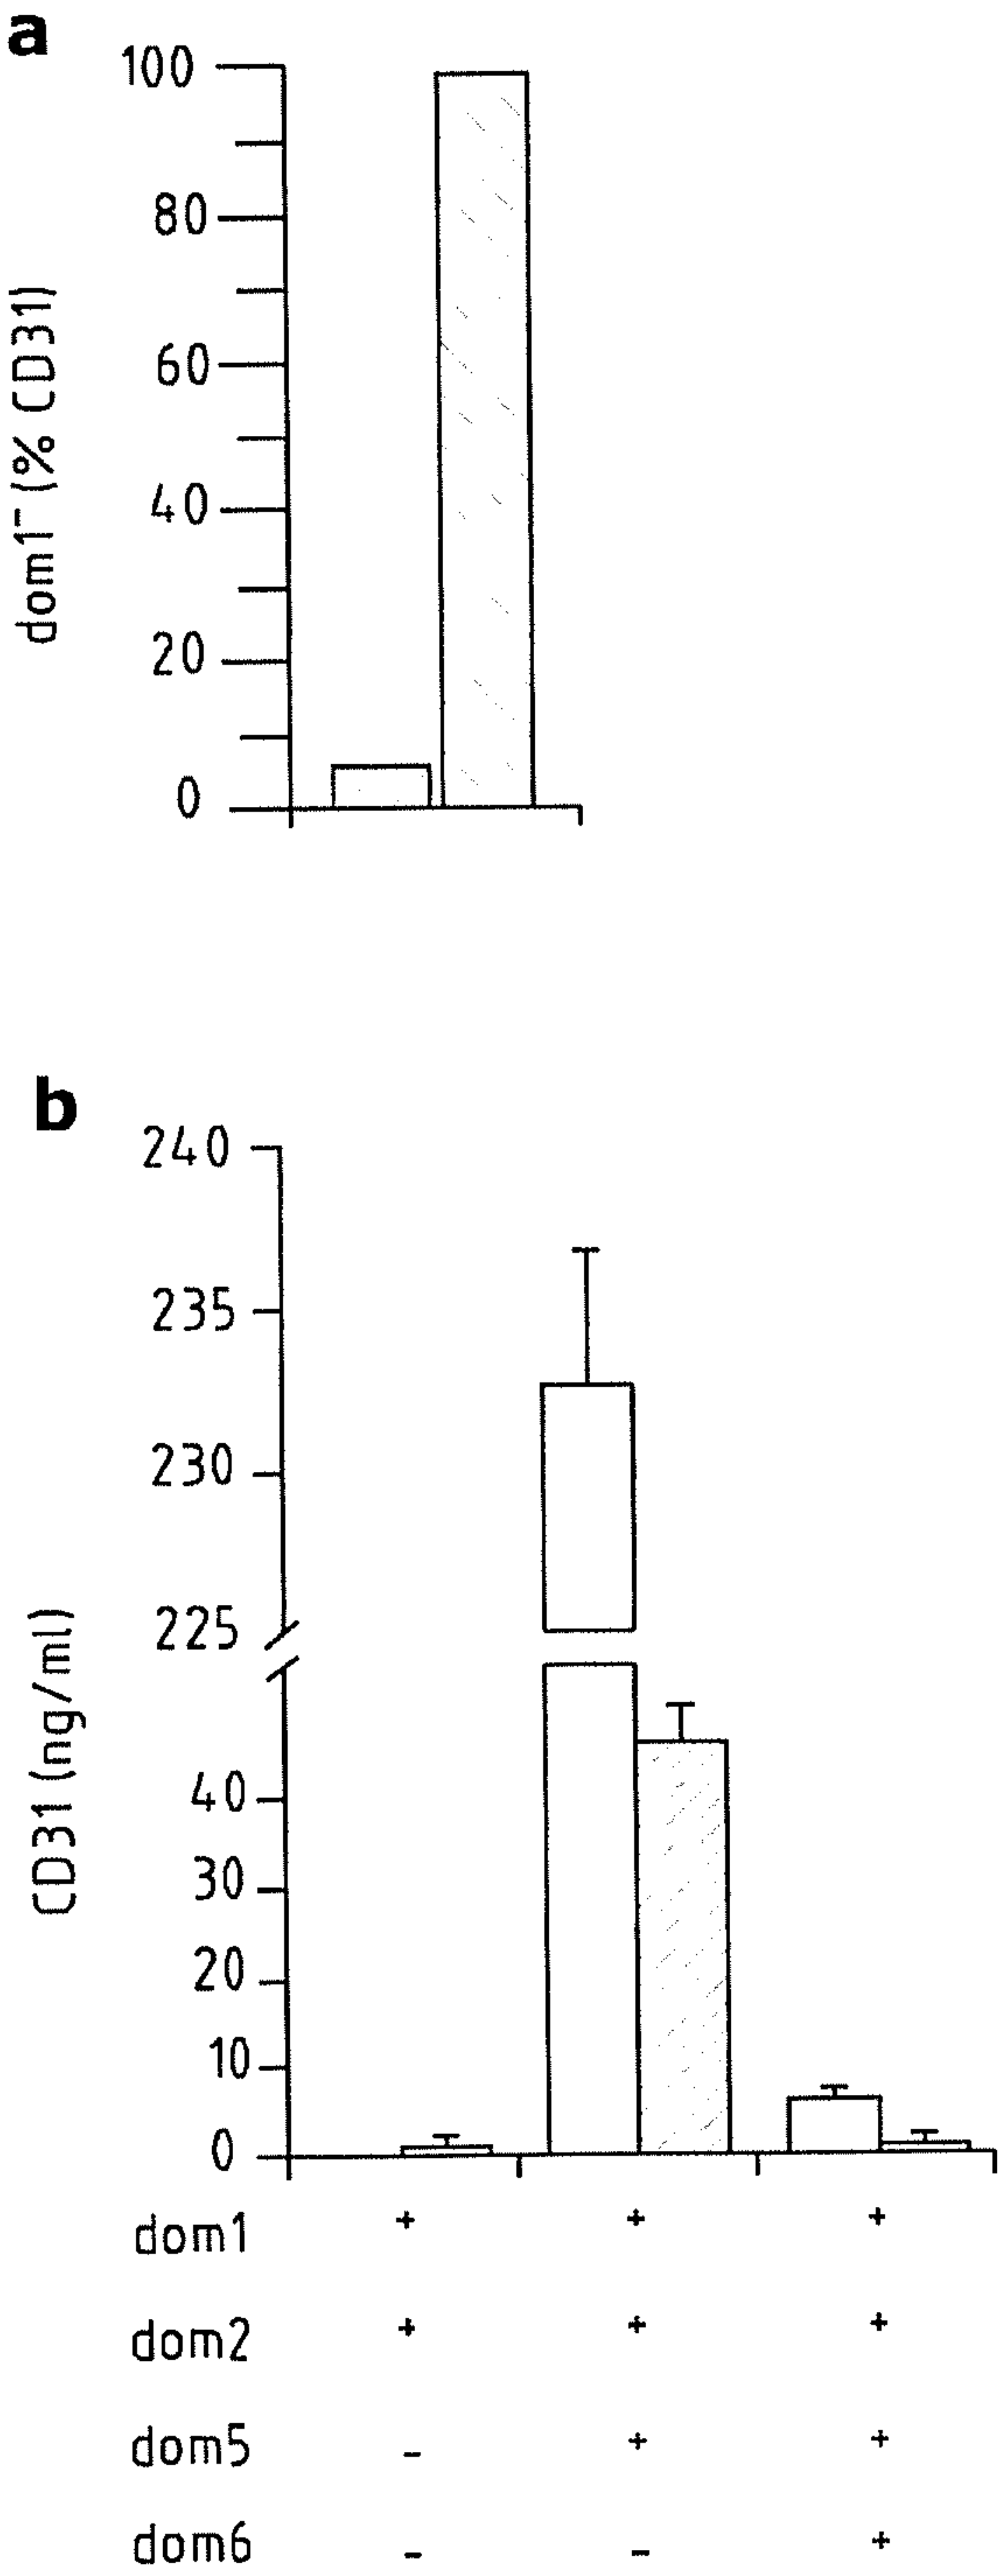 a
100
80
60
40
20
0
dom1⁻ (% CD31)
b
240
235
230
225
40
30
20
10
0
CD31 (ng/ml)
dom1 + + +
dom2 + + +
dom5 - + +
dom6 - - +